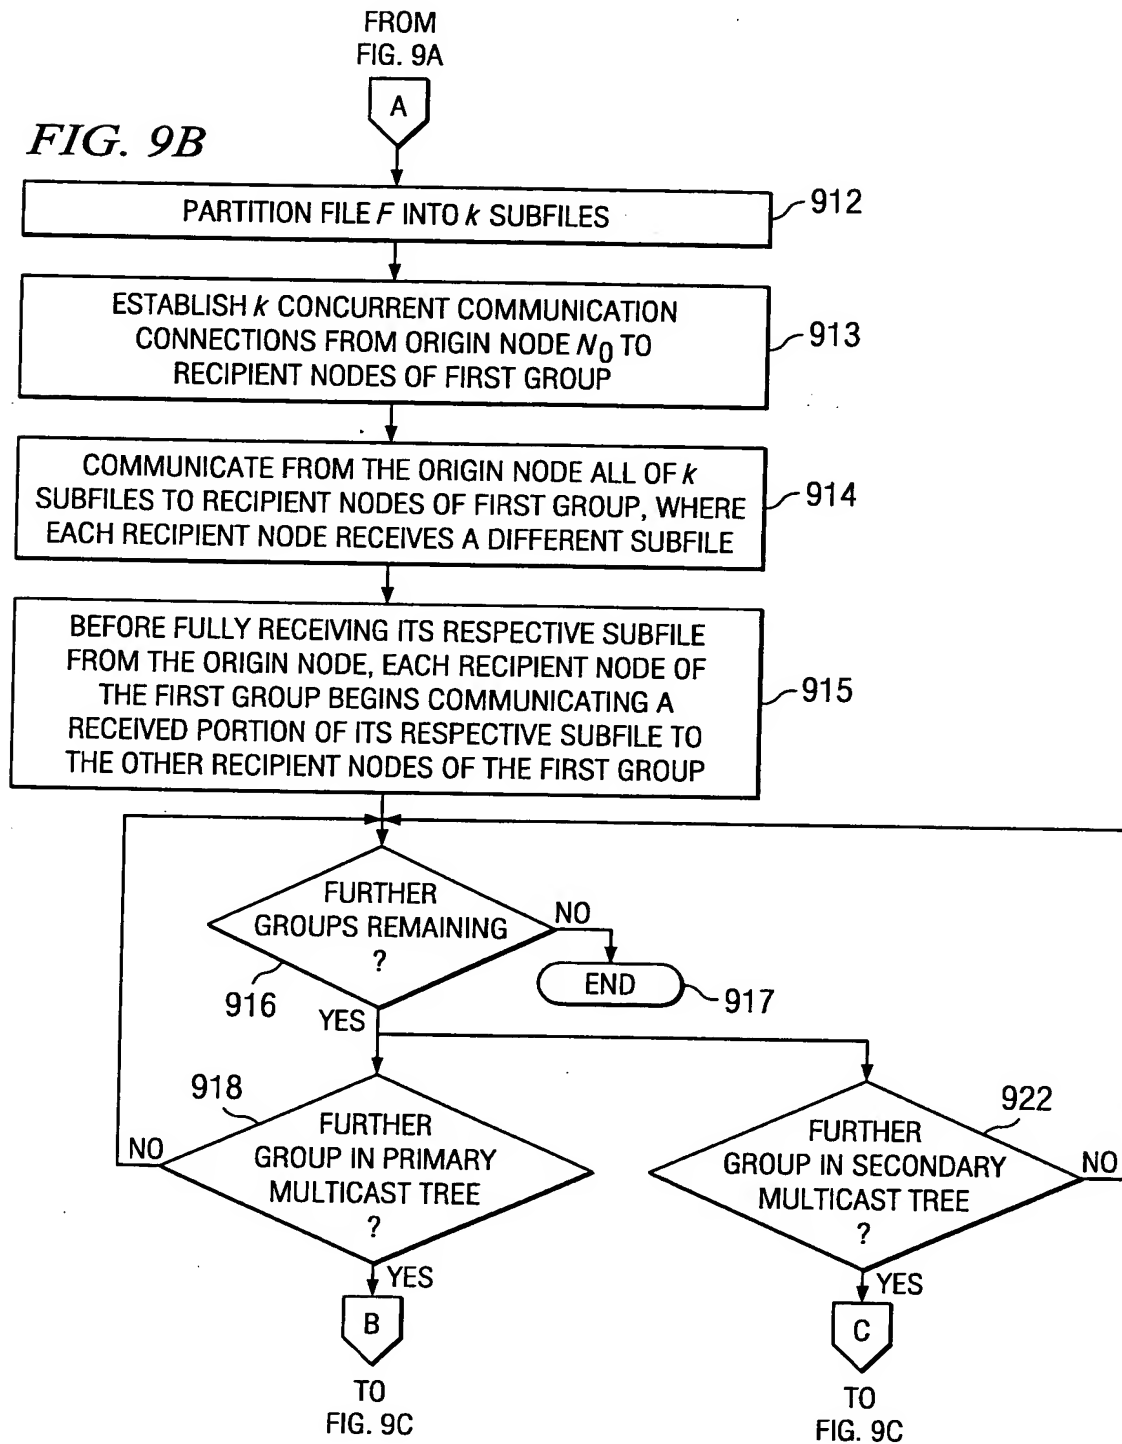 FROM
FIG. 9A
A
FIG. 9B
PARTITION FILE F INTO k SUBFILES
912
ESTABLISH k CONCURRENT COMMUNICATION
CONNECTIONS FROM ORIGIN NODE N0 TO
RECIPIENT NODES OF FIRST GROUP
913
COMMUNICATE FROM THE ORIGIN NODE ALL OF k
SUBFILES TO RECIPIENT NODES OF FIRST GROUP, WHERE
EACH RECIPIENT NODE RECEIVES A DIFFERENT SUBFILE
914
BEFORE FULLY RECEIVING ITS RESPECTIVE SUBFILE
FROM THE ORIGIN NODE, EACH RECIPIENT NODE OF
THE FIRST GROUP BEGINS COMMUNICATING A
RECEIVED PORTION OF ITS RESPECTIVE SUBFILE TO
THE OTHER RECIPIENT NODES OF THE FIRST GROUP
915
FURTHER
GROUPS REMAINING
?
916
NO
END
917
YES
918
FURTHER
GROUP IN PRIMARY
MULTICAST TREE
?
NO
YES
B
TO
FIG. 9C
922
FURTHER
GROUP IN SECONDARY
MULTICAST TREE
?
NO
YES
C
TO
FIG. 9C